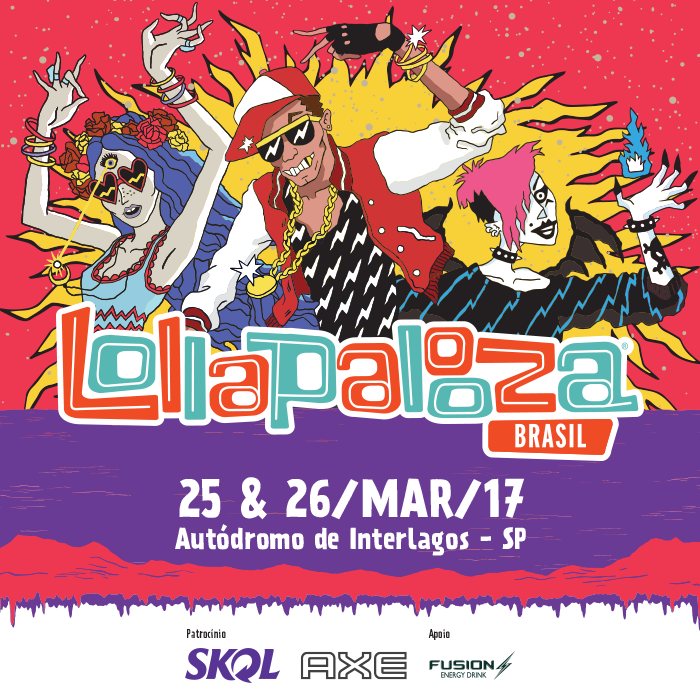 Lollapalooza®
BRASIL
25 & 26/MAR/17
Autódromo de Interlagos - SP
Patrocínio
Apoio
SKOL
AXE
FUSION
ENERGY DRINK